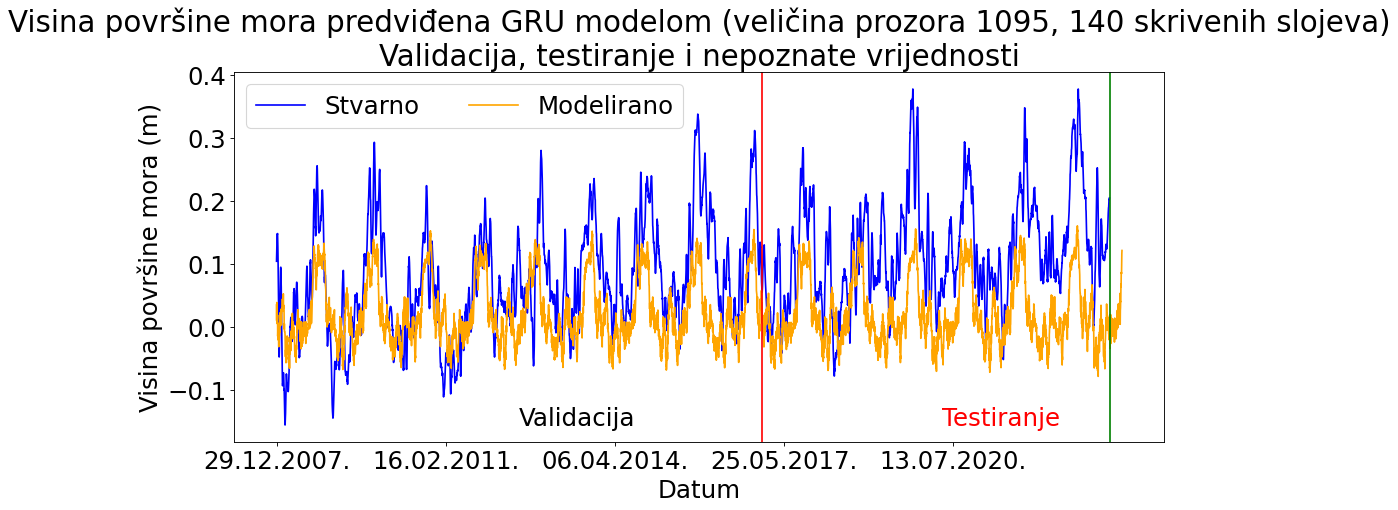 Visina površine mora predviđena GRU modelom (veličina prozora 1095, 140 skrivenih slojeva)
Validacija, testiranje i nepoznate vrijednosti
Stvarno
Modelirano
Visina površine mora (m)
0.4
0.3
0.2
0.1
0.0
−0.1
Validacija
Testiranje
29.12.2007.
16.02.2011.
06.04.2014.
25.05.2017.
13.07.2020.
Datum